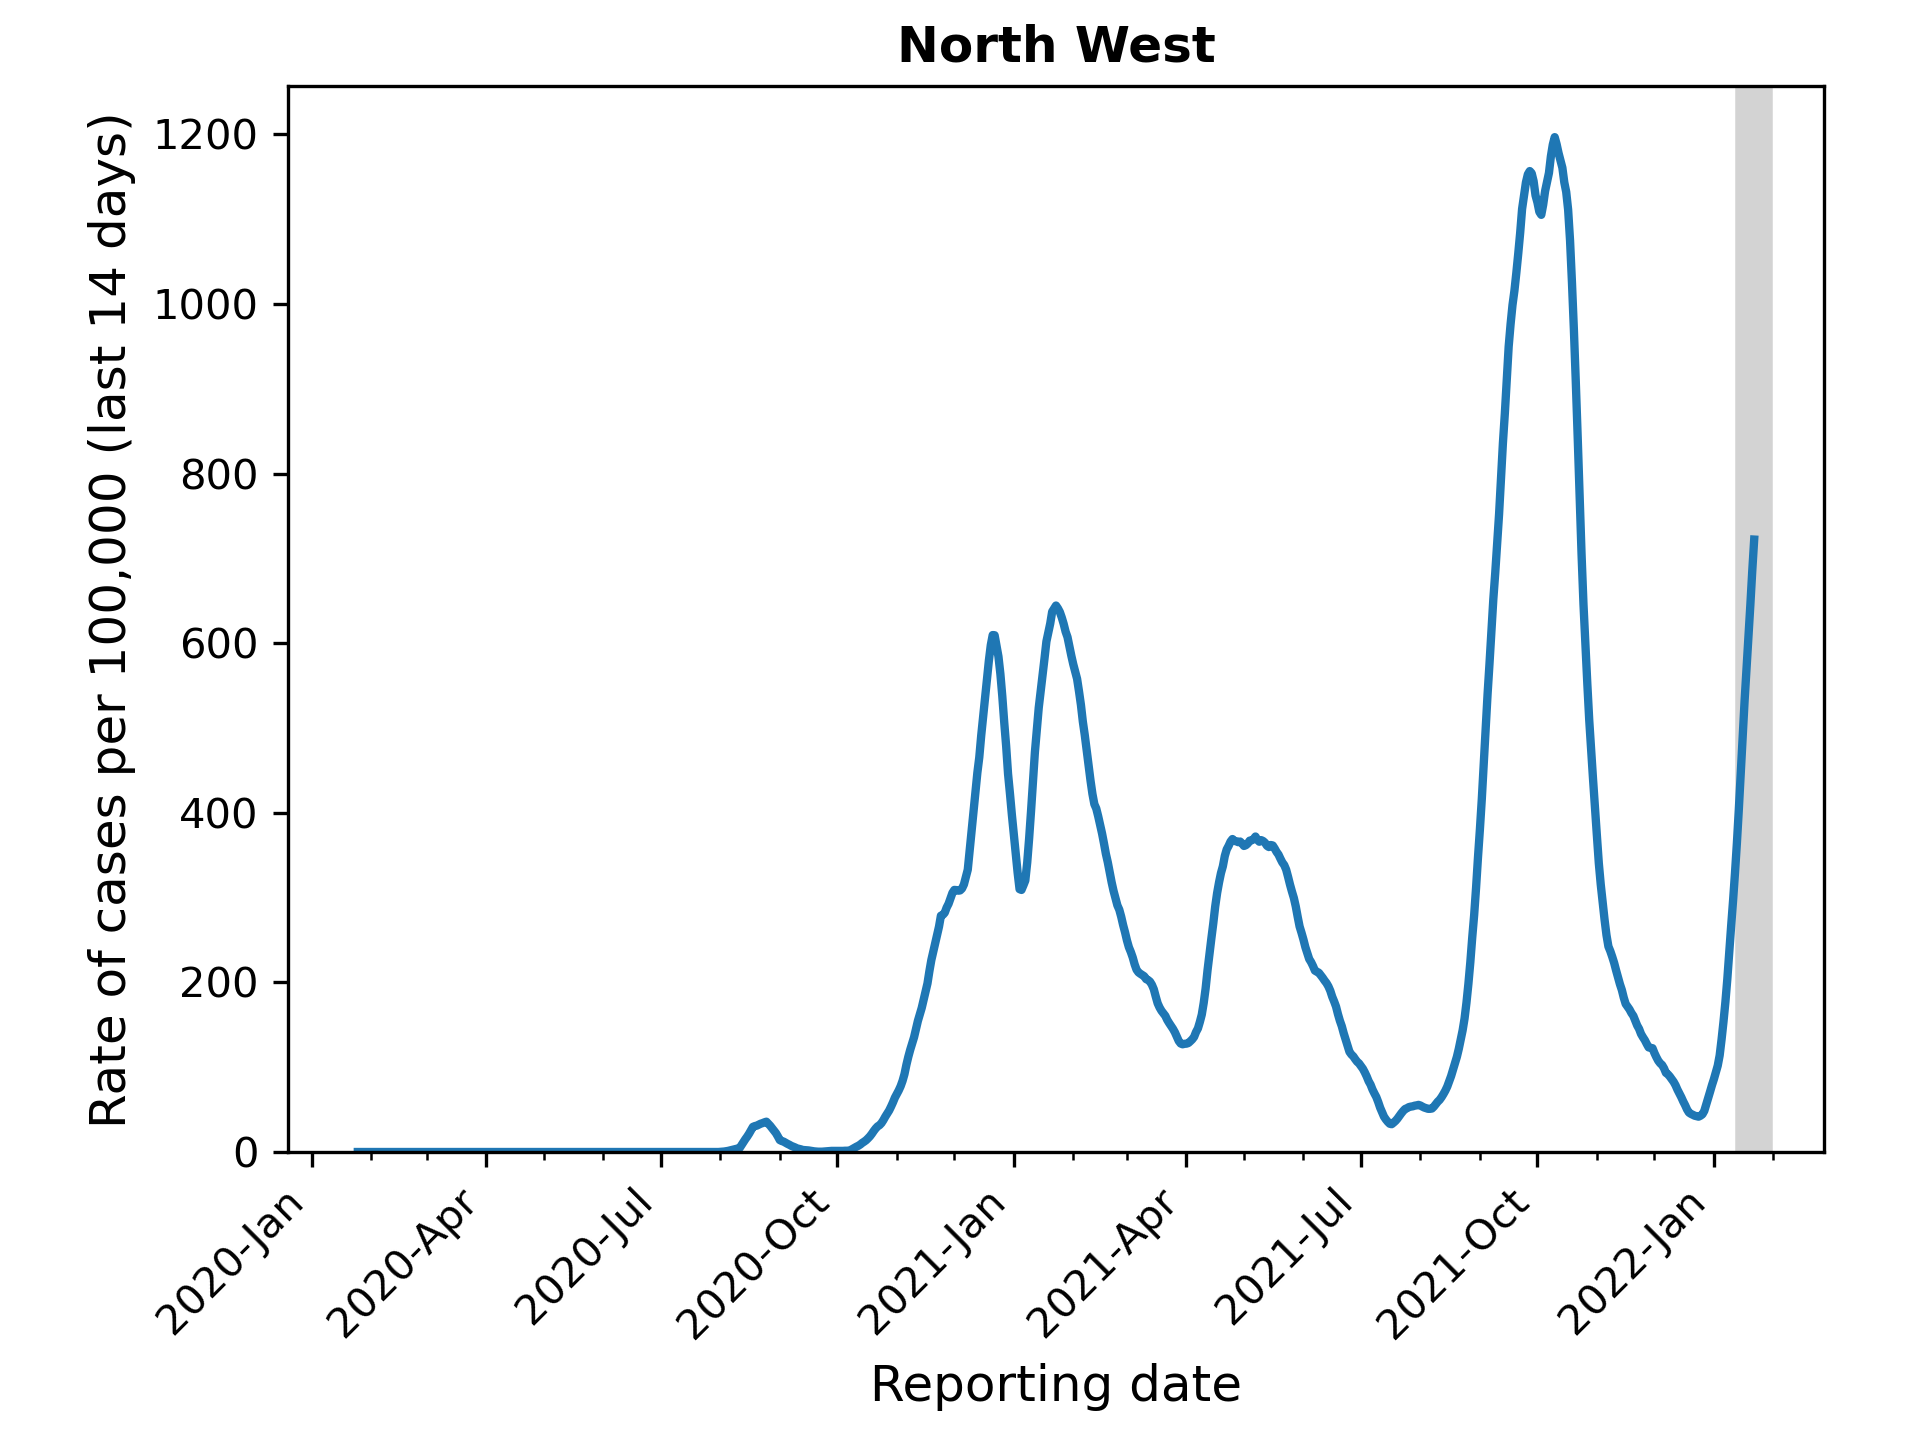 North West
Rate of cases per 100,000 (last 14 days)
1200
1000
800
600
400
200
0
2020-Jan
2020-Apr
2020-Jul
2020-Oct
2021-Jan
2021-Apr
2021-Jul
2021-Oct
2022-Jan
Reporting date